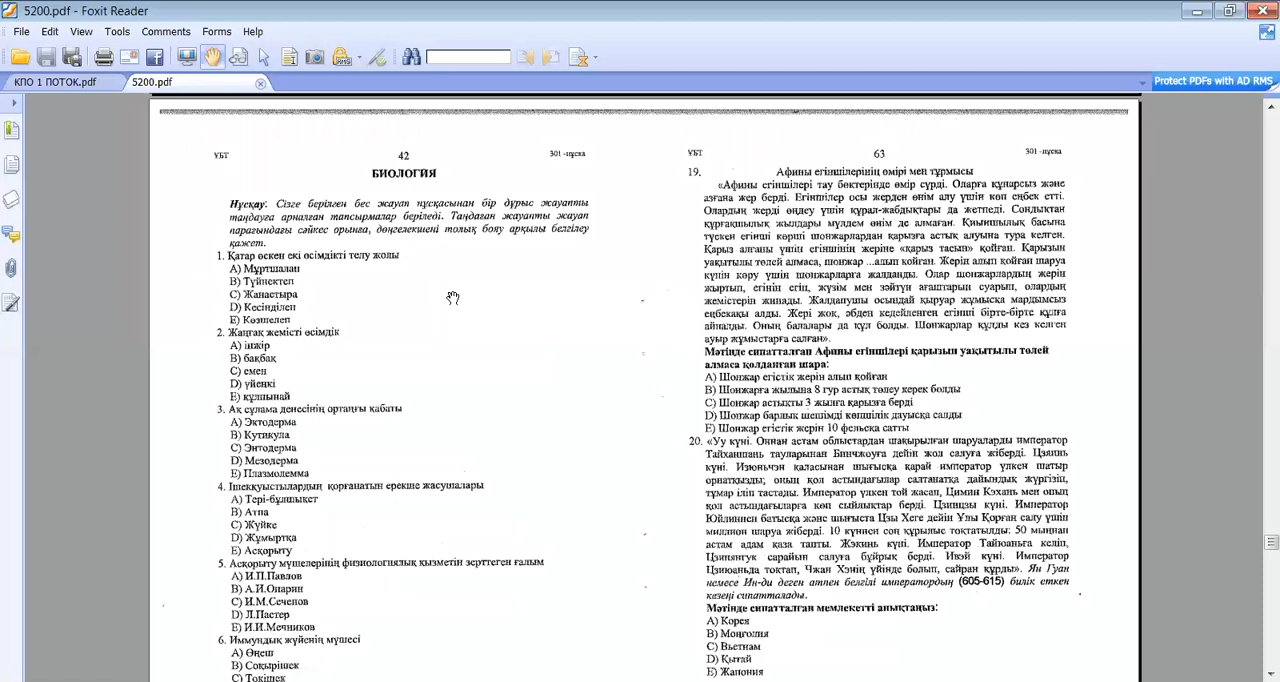 5200.pdf - Foxit Reader
File Edit View Tools Comments Forms Help
КПО 1 ПОТОК.pdf
5200.pdf
Protect PDFs with AD RMS
ҰБТ 42 301 -нұсқа
БИОЛОГИЯ
Нұсқау: Сізге берілген бес жауап нұсқасынан бір дұрыс жауапты
таңдауға арналған тапсырмалар беріледі. Таңдаған жауапты жауап
парағындағы сәйкес орынға, дөңгелекшені толық бояу арқылы белгілеу
қажет.
1. Қатар өскен екі өсімдікті телу жолы
A) Мұртшалап
B) Түйнектеп
C) Жанастыра
D) Кесінділеп
E) Көзшелеп
2. Жаңғақ жемісті өсімдік
A) інжір
B) бақбақ
C) емен
D) үйеңкі
E) құлпынай
3. Ақ сұлама денесінің ортаңғы қабаты
A) Эктодерма
B) Кутикула
C) Энтодерма
D) Мезодерма
E) Плазмолемма
4. Ішекқуыстылардың қорғанатын ерекше жасушалары
A) Тері-бұлшықет
B) Атпа
C) Жүйке
D) Жұмыртқа
E) Асқорыту
5. Асқорыту мүшелерінің физиологиялық қызметін зерттеген ғалым
A) И.П.Павлов
B) А.И.Опарин
C) И.М.Сеченов
D) Л.Пастер
E) И.И.Мечников
6. Иммундық жүйенің мүшесі
A) Өңеш
B) Соқырішек
C) Тоқішек
ҰБТ 63 301 -нұсқа
19. Афины егіншілерінің өмірі мен тұрмысы
«Афины егіншілері тау бөктерінде өмір сүрді. Оларға құнарсыз және
азғана жер берді. Егіншілер осы жерден өнім алу үшін көп еңбек етті.
Олардың жерді өңдеу үшін құрал-жабдықтары да жетпеді. Сондықтан
құрғақшылық жылдары мүлдем өнім де алмаған. Қиыншылық басына
түскен егінші көрші шонжарлардан қарызға астық алуына тура келген.
Қарыз алғаны үшін егіншінің жеріне «қарыз тасын» қойған. Қарызын
уақытылы төлей алмаса, шонжар ...алып қойған. Жерін алып қойған шаруа
күнін көру үшін шонжарларға жалданды. Олар шонжарлардың жерін
жыртып, егінін егіп, жүзім мен зәйтүн ағаштарын суарып, олардың
жемістерін жинады. Жалдапушы осындай қыруар жұмысқа мардымсыз
еңбекақы алды. Жері жоқ, әбден кедейленген егінші бірте-бірте құлға
айналды. Оның балалары да құл болды. Шонжарлар құлды кез келген
ауыр жұмыстарға салған».
Мәтінде сипатталған Афины егіншілері қарызын уақытылы төлей
алмаса қолданған шара:
A) Шонжар егістік жерін алып қойған
B) Шонжарға жылына 8 гур астық төлеу керек болды
C) Шонжар астықты 3 жылға қарызға берді
D) Шонжар барлық шешімді көпшілік дауысқа салды
E) Шонжар егістік жерін 10 фельсқа сатты
20. «Уу күні. Оннан астам облыстардан шақырылған шаруаларды император
Тайханшань тауларынан Бинчжоуға дейін жол салуға жіберді. Цзяинь
күні. Изюньчэн қаласынан шығысқа қарай император үлкен шатыр
орнатқызды; оның қол астындағылар салтанатқа дайындық жүргізіп,
тұмар іліп тастады. Император үлкен той жасап, Цимин Кэхань мен оның
қол астындағыларға көп сыйлықтар берді. Цзинцзы күні. Император
Юйлиннен батысқа және шығыста Цзы Хеге дейін Ұлы Қорған салу үшін
миллион шаруа жіберді. 10 күннен соң құрылыс тоқтатылды: 50 мыңнан
астам адам қаза тапты. Жэкинь күні. Император Тайюаньға келіп,
Цзинянгук сарайын салуға бұйрық берді. Икэй күні. Император
Цзиюаньда тоқтап, Чжан Хэнің үйінде болып, сайран құрды». Ян Гуан
немесе Ин-ди деген атпен белгілі императордың (605-615) билік еткен
кезеңі сипатталады.
Мәтінде сипатталған мемлекетті анықтаңыз:
A) Корея
B) Моңғолия
C) Вьетнам
D) Қытай
E) Жапония